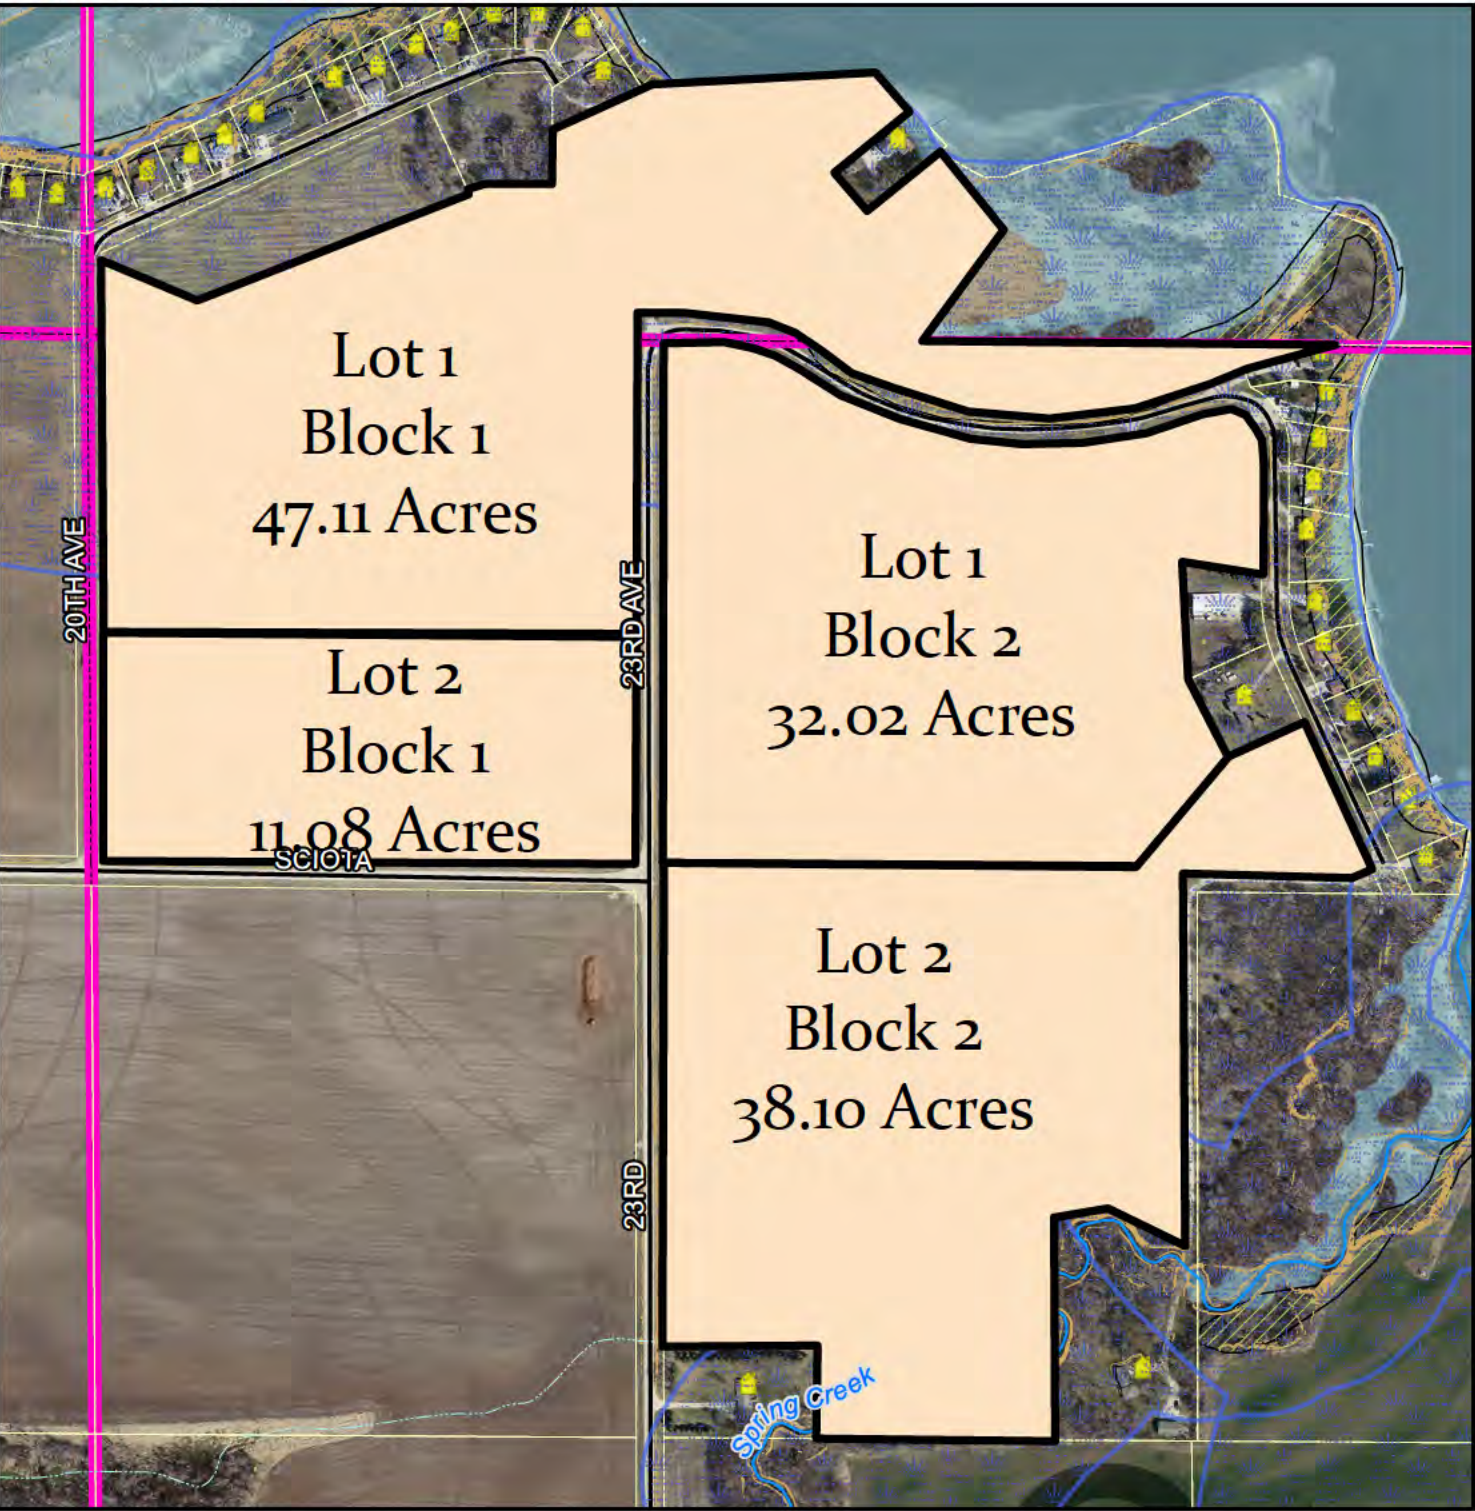 Lot 1
Block 1
47.11 Acres
20TH AVE
Lot 1
Block 2
32.02 Acres
23RD AVE
Lot 2
Block 1
11.08 Acres
SCIOTA
Lot 2
Block 2
38.10 Acres
23RD
Spring Creek